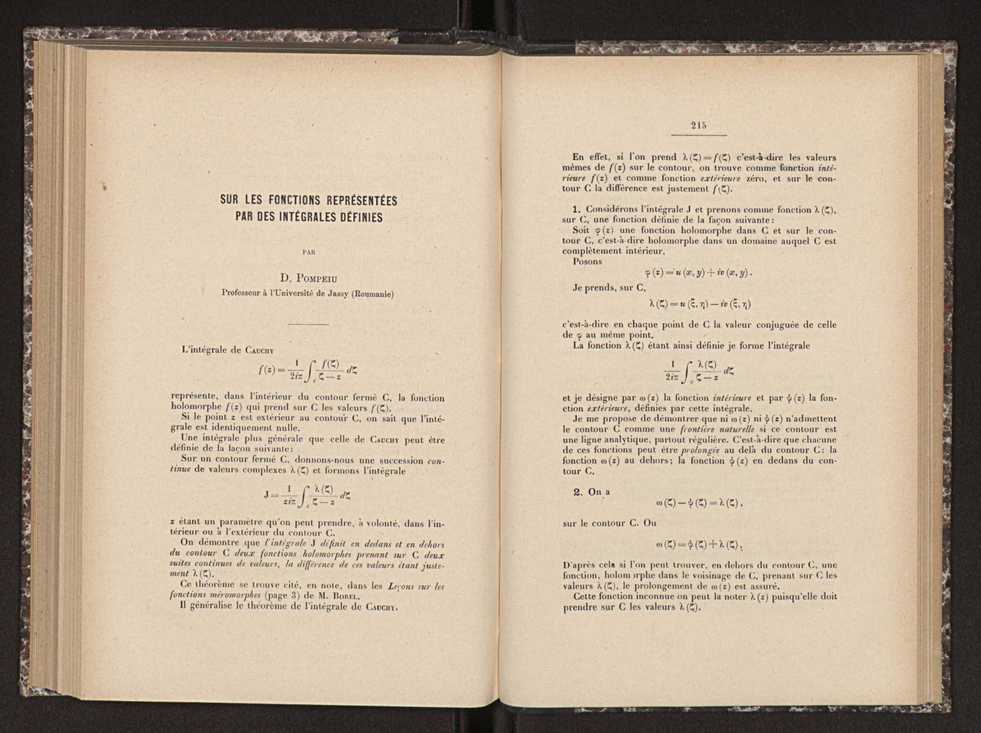 SUR LES FONCTIONS REPRÉSENTÉES
PAR DES INTÉGRALES DÉFINIES
PAR
D. POMPEIU
Professeur à l'Université de Jassy (Roumanie)
L'intégrale de CAUCHY
f(z) = 1/2iπ ∫c f(ζ)/ζ — z dζ
représente, dans l'intérieur du contour fermé C, la fonction
holomorphe f(z) qui prend sur C les valeurs f(ζ).
Si le point z est extérieur au contour C, on sait que l'inté-
grale est identiquement nulle.
Une intégrale plus générale que celle de CAUCHY peut être
définie de la façon suivante:
Sur un contour fermé C, donnons-nous une succession con-
tinue de valeurs complexes λ(ζ) et formons l'intégrale
J = 1/ziπ ∫c λ(ζ)/ζ — z dζ
z étant un paramètre qu'on peut prendre, à volonté, dans l'in-
térieur ou à l'extérieur du contour C.
On démontre que l'intégrale J définit en dedans et en dehors
du contour C deux fonctions holomorphes prenant sur C deux
suites continues de valeurs, la différence de ces valeurs étant juste-
ment λ(ζ).
Ce théorème se trouve cité, en note, dans les Leçons sur les
fonctions méromorphes (page 3) de M. BOREL.
Il généralise le théorème de l'intégrale de CAUCHY.
215
En effet, si l'on prend λ(ζ) = f(ζ) c'est-à-dire les valeurs
mêmes de f(z) sur le contour, on trouve comme fonction inté-
rieure f(z) et comme fonction extérieure zéro, et sur le con-
tour C la différence est justement f(ζ).
1. Considérons l'intégrale J et prenons comme fonction λ(ζ),
sur C, une fonction définie de la façon suivante:
Soit φ(z) une fonction holomorphe dans C et sur le con-
tour C, c'est-à-dire holomorphe dans un domaine auquel C est
complètement intérieur.
Posons
φ(z) = u(x, y) + iv(x, y).
Je prends, sur C,
λ(ζ) = u(ξ, η) — iv(ξ, η)
c'est-à-dire en chaque point de C la valeur conjuguée de celle
de φ au même point.
La fonction λ(ζ) étant ainsi définie je forme l'intégrale
1/2iπ ∫c λ(ζ)/ζ — z dζ
et je désigne par ω(z) la fonction intérieure et par ψ(z) la fon-
ction extérieure, définies par cette intégrale.
Je me propose de démontrer que ni ω(z) ni ψ(z) n'admettent
le contour C comme une frontière naturelle si ce contour est
une ligne analytique, partout régulière. C'est-à-dire que chacune
de ces fonctions peut être prolongée au delà du contour C: la
fonction ω(z) au dehors; la fonction ψ(z) en dedans du con-
tour C.
2. On a
ω(ζ) — ψ(ζ) = λ(ζ),
sur le contour C. Ou
ω(ζ) = ψ(ζ) + λ(ζ),
D'après cela si l'on peut trouver, en dehors du contour C, une
fonction, holomorphe dans le voisinage de C, prenant sur C les
valeurs λ(ζ), le prolongement de ω(z) est assuré.
Cette fonction inconnue on peut la noter λ(z) puisqu'elle doit
prendre sur C les valeurs λ(ζ).